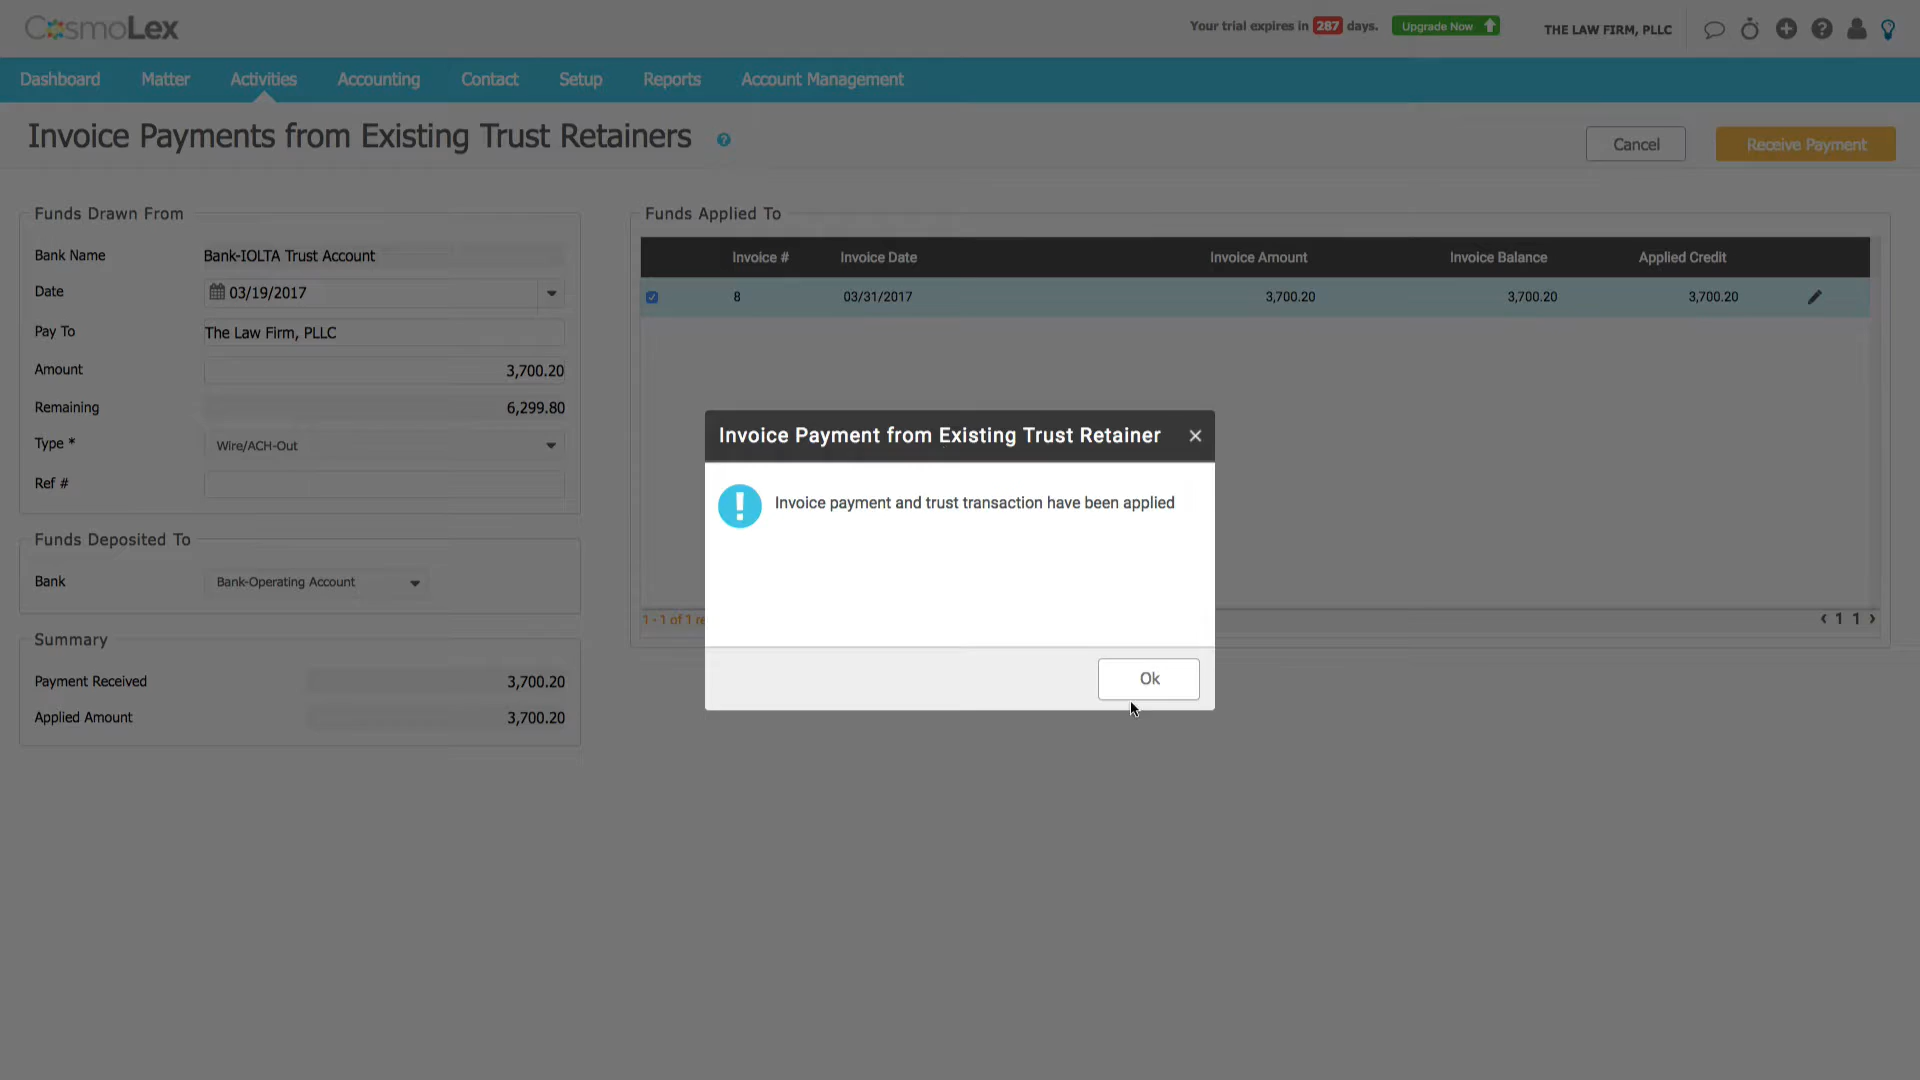 CosmoLex
Your trial expires in 287 days.
Upgrade Now
THE LAW FIRM, PLLC
Dashboard Matter Activities Accounting Contact Setup Reports Account Management
Invoice Payments from Existing Trust Retainers
Cancel
Receive Payment
Funds Drawn From
Bank Name Bank-IOLTA Trust Account
Date 03/19/2017
Pay To The Law Firm, PLLC
Amount 3,700.20
Remaining 6,299.80
Type * Wire/ACH-Out
Ref #
Funds Deposited To
Bank Bank-Operating Account
Summary
Payment Received 3,700.20
Applied Amount 3,700.20
Funds Applied To
Invoice # Invoice Date Invoice Amount Invoice Balance Applied Credit
8 03/31/2017 3,700.20 3,700.20 3,700.20
1 - 1 of 1
‹ 1 1 ›
Invoice Payment from Existing Trust Retainer ×
Invoice payment and trust transaction have been applied
Ok